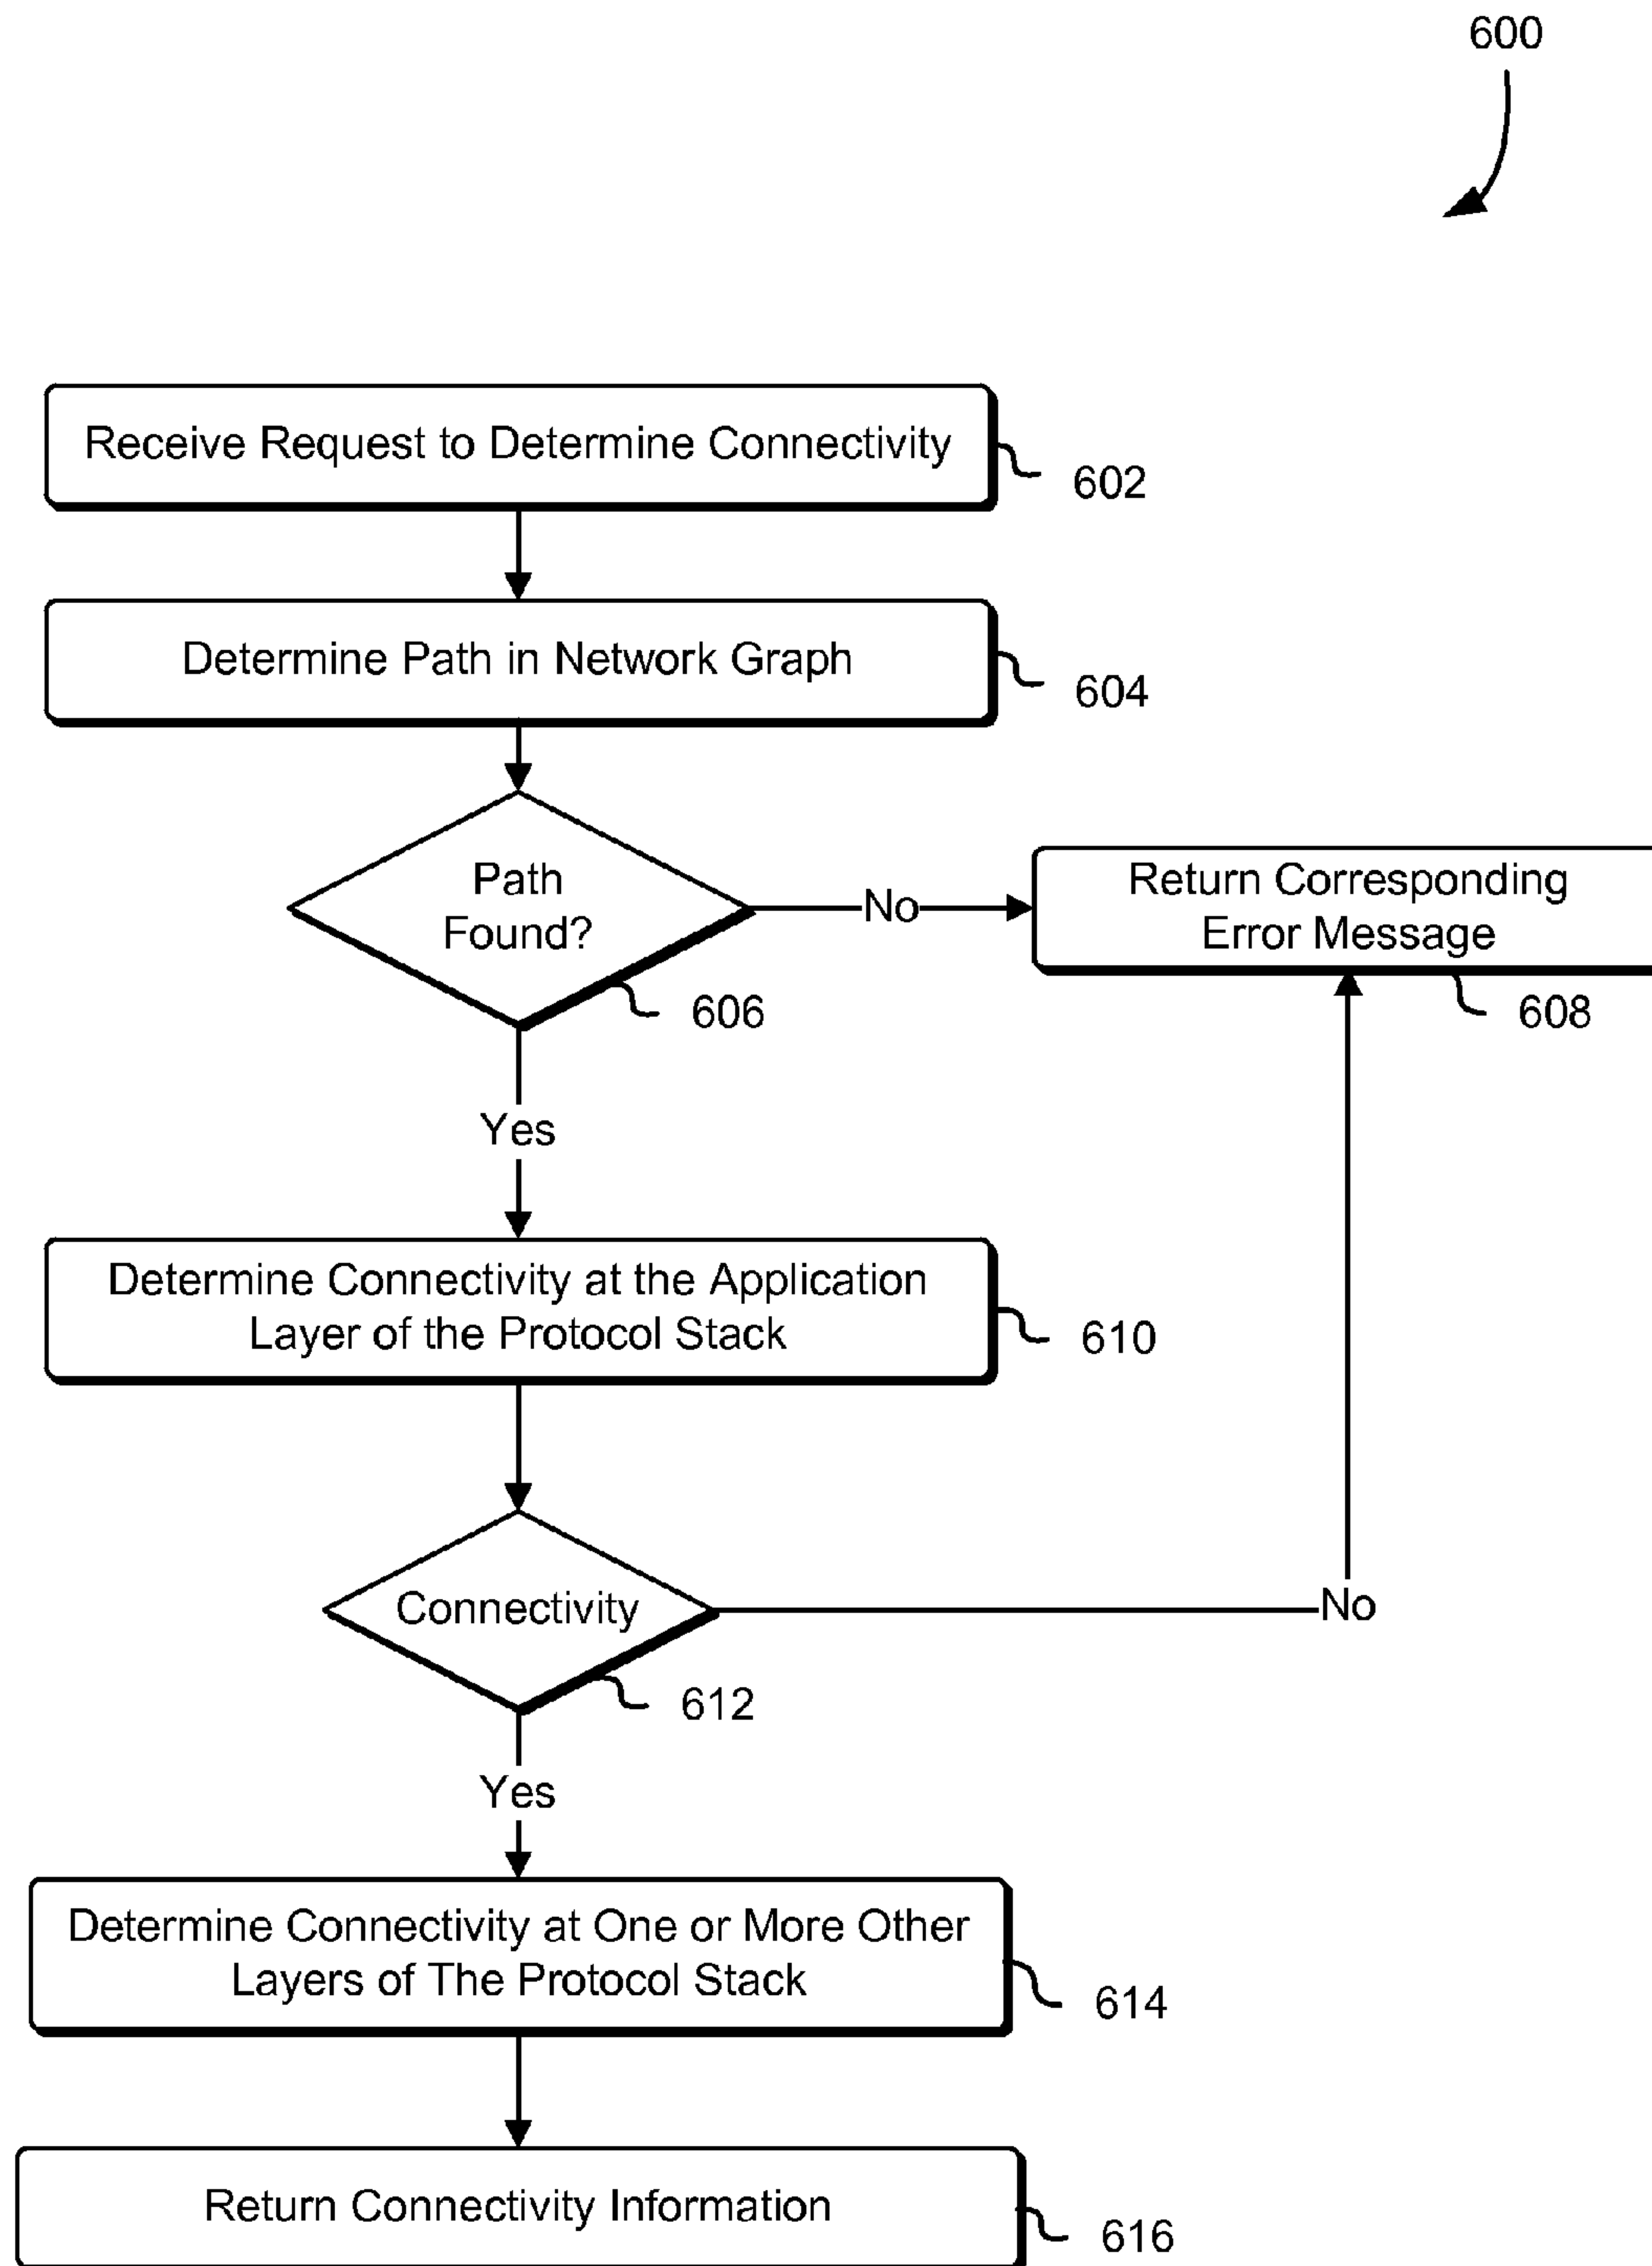 600
Receive Request to Determine Connectivity
602
Determine Path in Network Graph
604
Path
Found?
606
No
Return Corresponding
Error Message
608
Yes
Determine Connectivity at the Application
Layer of the Protocol Stack
610
Connectivity
612
No
Yes
Determine Connectivity at One or More Other
Layers of The Protocol Stack
614
Return Connectivity Information
616